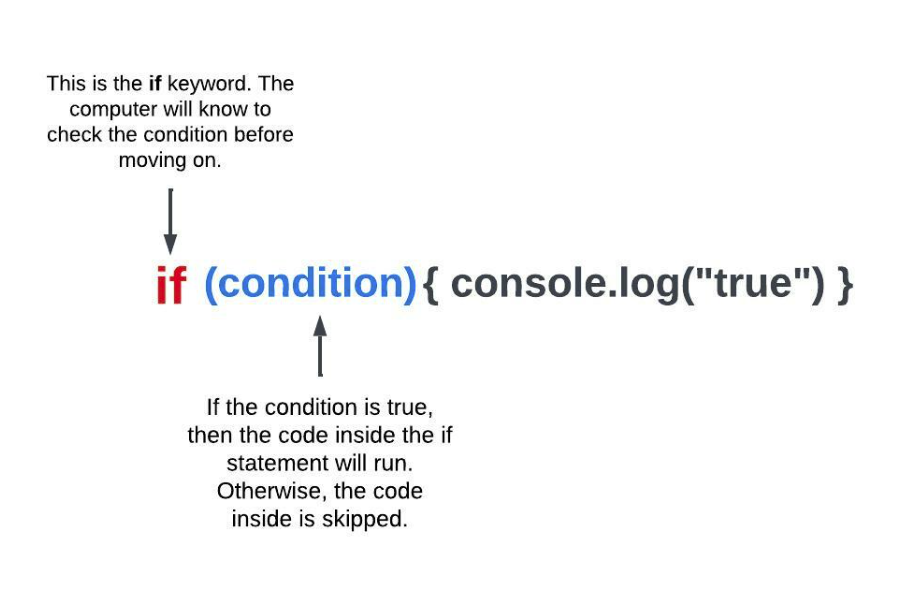 This is the if keyword. The
computer will know to
check the condition before
moving on.
if (condition){ console.log("true") }
If the condition is true,
then the code inside the if
statement will run.
Otherwise, the code
inside is skipped.